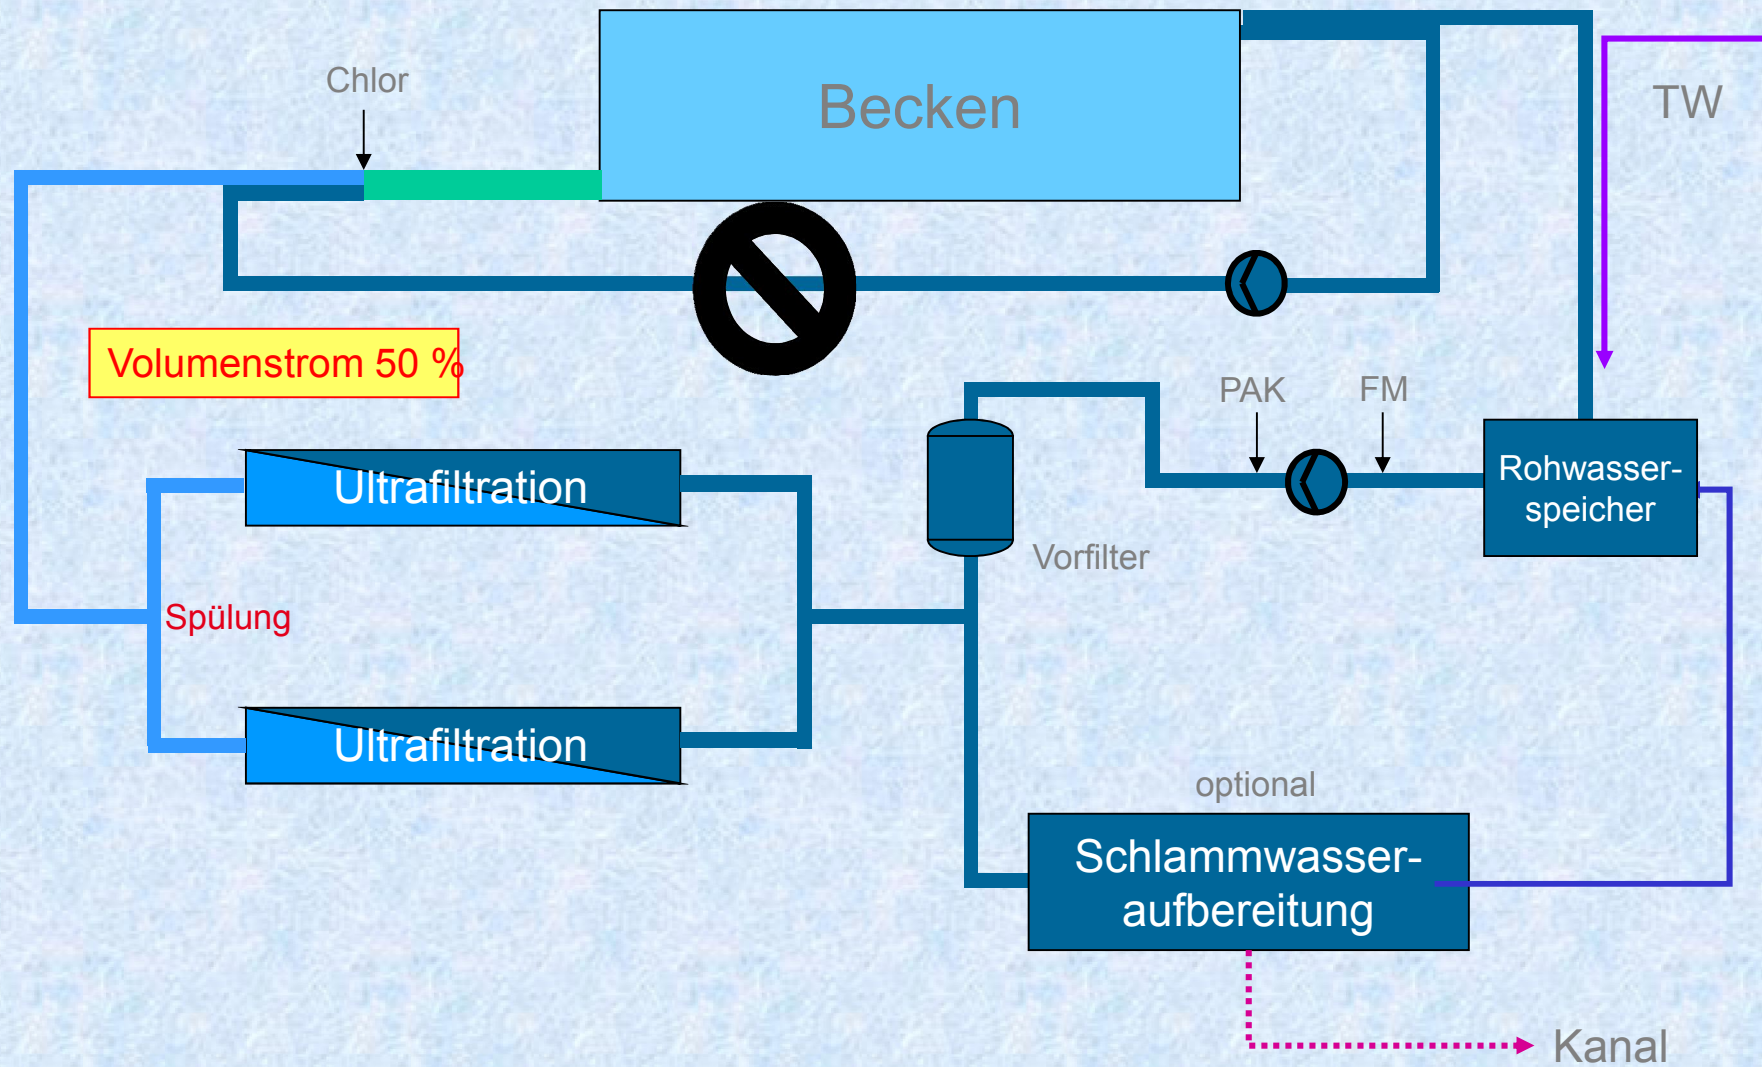 Becken
Chlor
TW
Volumenstrom 50 %
PAK
FM
Rohwasser-
speicher
Ultrafiltration
Vorfilter
Spülung
Ultrafiltration
optional
Schlammwasser-
aufbereitung
Kanal